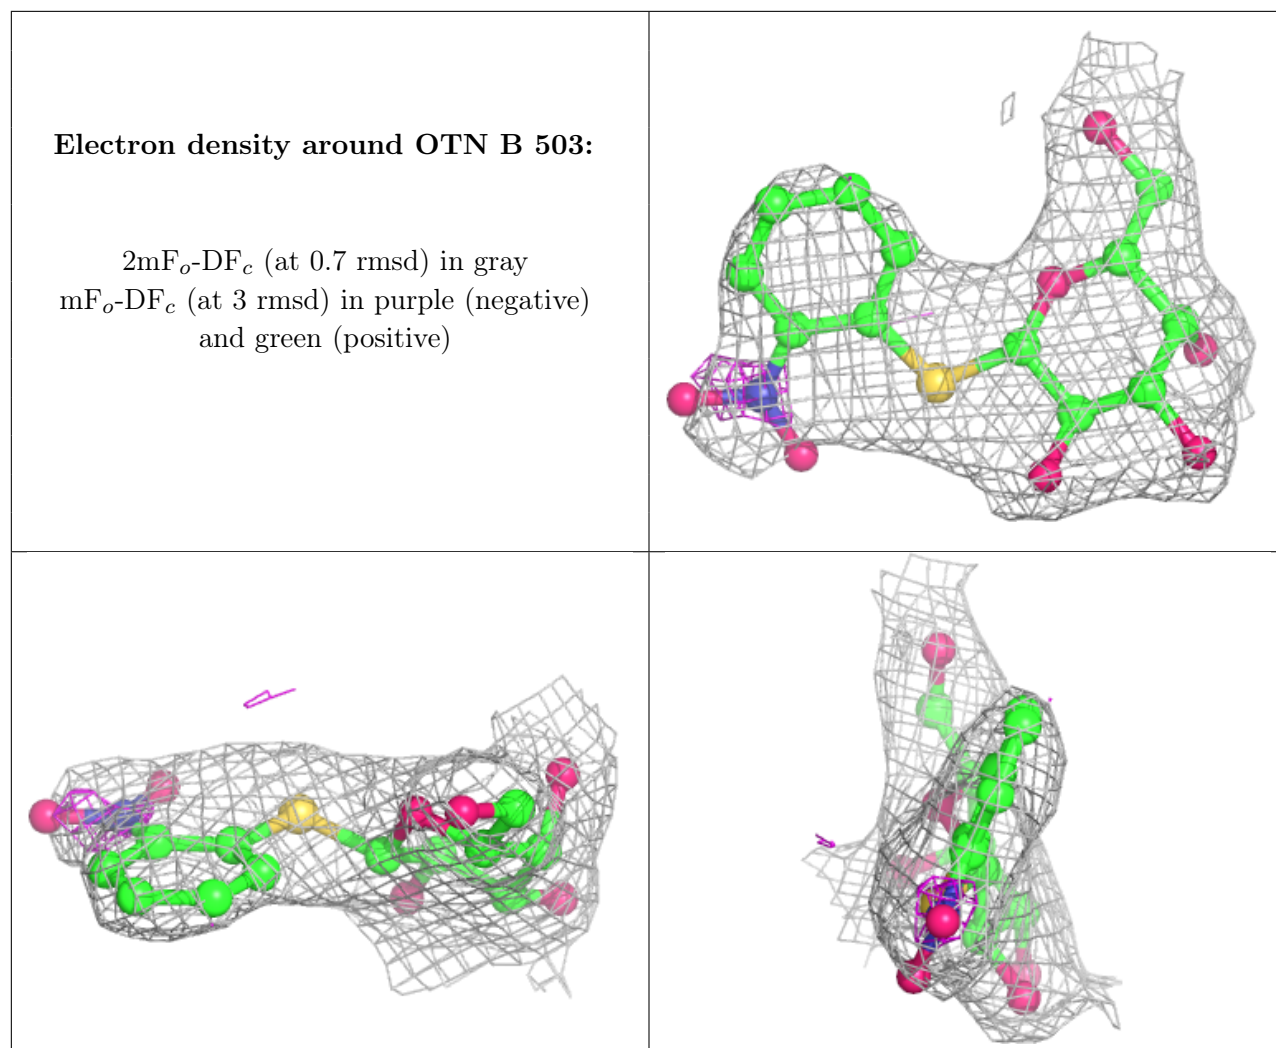 Electron density around OTN B 503:
2mFₒ-DF𝒸 (at 0.7 rmsd) in gray
mFₒ-DF𝒸 (at 3 rmsd) in purple (negative)
and green (positive)